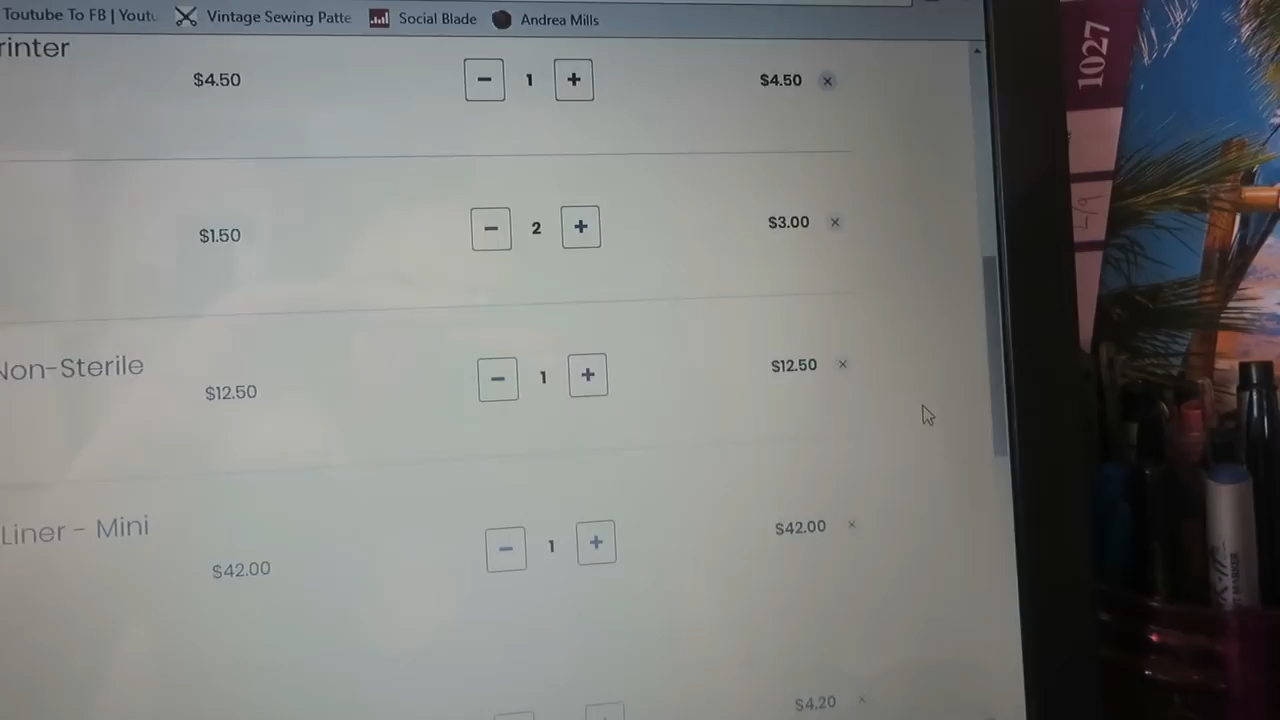 Toutube To FB | Youtu Vintage Sewing Patte Social Blade Andrea Mills
rinter
$4.50 − 1 + $4.50 ×
$1.50 − 2 + $3.00 ×
Non-Sterile
$12.50 − 1 + $12.50 ×
Liner - Mini
$42.00 − 1 + $42.00 ×
$4.20 ×
1027